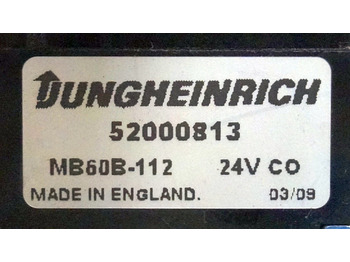 JUNGHEINRICH
52000813
MB60B-112 24V CO
MADE IN ENGLAND. 03/09